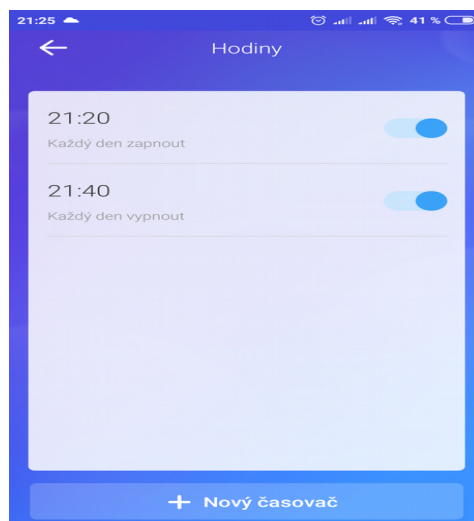 21:25 41 %
Hodiny
21:20
Každý den zapnout
21:40
Každý den vypnout
+ Nový časovač